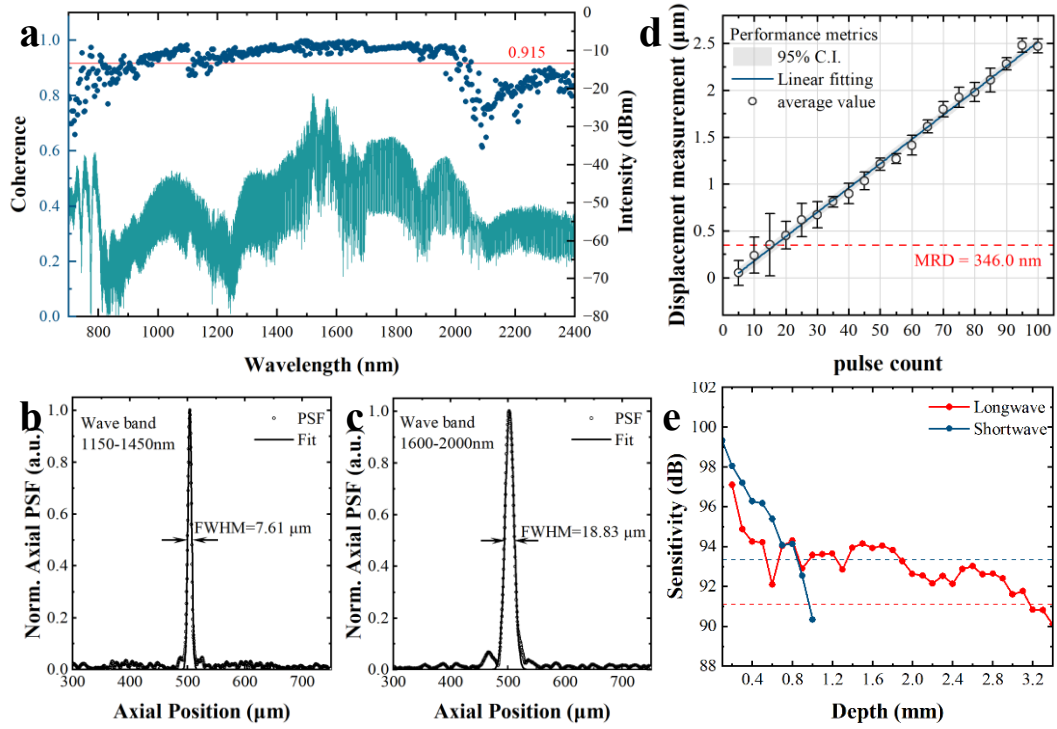 a
1.0
0.8
0.6
0.4
0.2
0.0
Coherence
0.915
0
−10
−20
−30
−40
−50
−60
−70
−80
Intensity (dBm)
800 1000 1200 1400 1600 1800 2000 2200 2400
Wavelength (nm)
d
Performance metrics
95% C.I.
Linear fitting
average value
2.5
2
1.5
1
0.5
0
Displacement measurement (μm)
MRD = 346.0 nm
0 10 20 30 40 50 60 70 80 90 100
pulse count
b
Wave band
1150-1450nm
PSF
Fit
FWHM=7.61 μm
1.0
0.8
0.6
0.4
0.2
0.0
Norm. Axial PSF (a.u.)
300 400 500 600 700
Axial Position (μm)
c
Wave band
1600-2000nm
PSF
Fit
FWHM=18.83 μm
1.0
0.8
0.6
0.4
0.2
0.0
Norm. Axial PSF (a.u.)
300 400 500 600 700
Axial Position (μm)
e
Longwave
Shortwave
102
100
98
96
94
92
90
88
Sensitivity (dB)
0.4 0.8 1.2 1.6 2.0 2.4 2.8 3.2
Depth (mm)